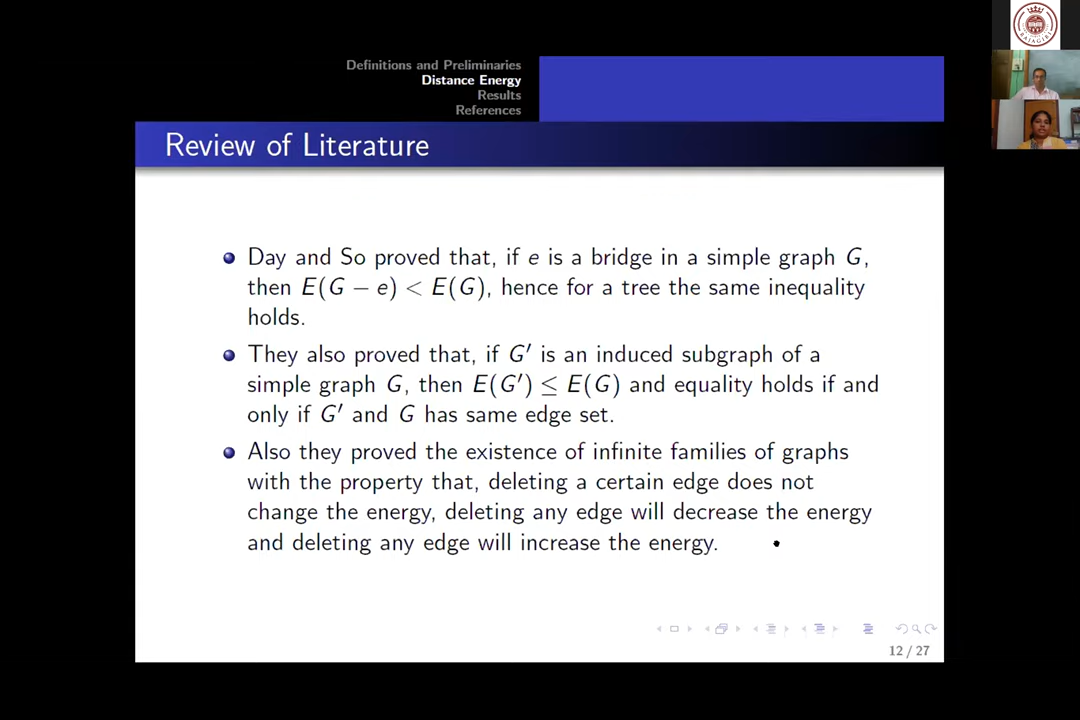 Definitions and Preliminaries
Distance Energy
Results
References
Review of Literature
Day and So proved that, if e is a bridge in a simple graph G,
then E(G − e) < E(G), hence for a tree the same inequality
holds.
They also proved that, if G′ is an induced subgraph of a
simple graph G, then E(G′) ≤ E(G) and equality holds if and
only if G′ and G has same edge set.
Also they proved the existence of infinite families of graphs
with the property that, deleting a certain edge does not
change the energy, deleting any edge will decrease the energy
and deleting any edge will increase the energy.
12 / 27
RAJAGIRI